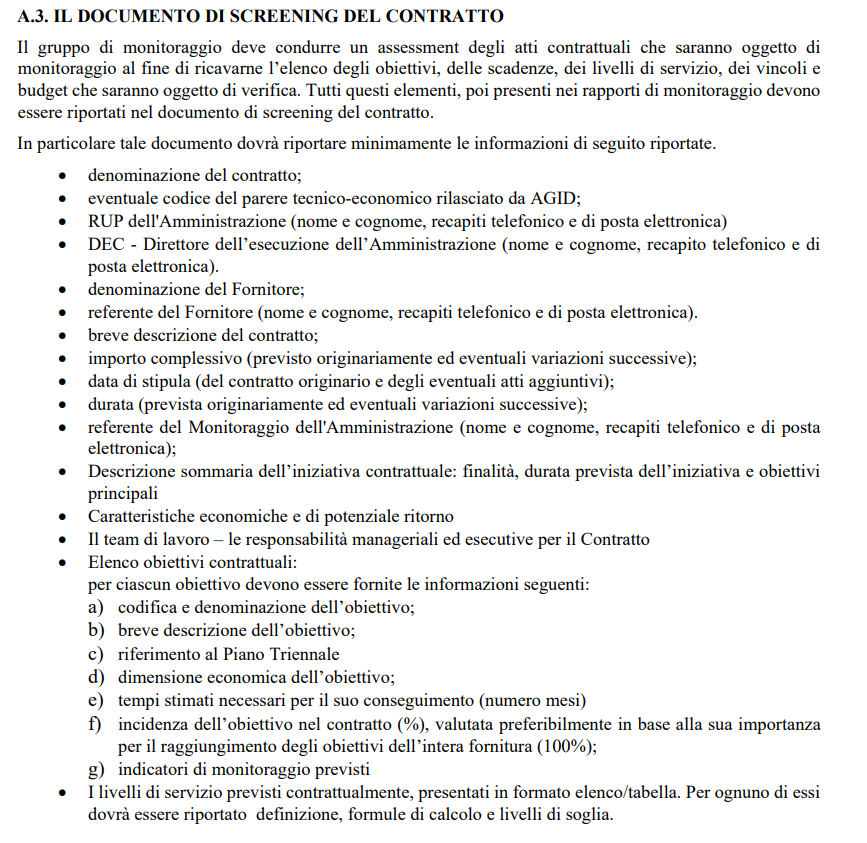 A.3. IL DOCUMENTO DI SCREENING DEL CONTRATTO
Il gruppo di monitoraggio deve condurre un assessment degli atti contrattuali che saranno oggetto di
monitoraggio al fine di ricavarne l’elenco degli obiettivi, delle scadenze, dei livelli di servizio, dei vincoli e
budget che saranno oggetto di verifica. Tutti questi elementi, poi presenti nei rapporti di monitoraggio devono
essere riportati nel documento di screening del contratto.
In particolare tale documento dovrà riportare minimamente le informazioni di seguito riportate.
• denominazione del contratto;
• eventuale codice del parere tecnico-economico rilasciato da AGID;
• RUP dell'Amministrazione (nome e cognome, recapiti telefonico e di posta elettronica)
• DEC - Direttore dell’esecuzione dell’Amministrazione (nome e cognome, recapito telefonico e di
posta elettronica).
• denominazione del Fornitore;
• referente del Fornitore (nome e cognome, recapiti telefonico e di posta elettronica).
• breve descrizione del contratto;
• importo complessivo (previsto originariamente ed eventuali variazioni successive);
• data di stipula (del contratto originario e degli eventuali atti aggiuntivi);
• durata (prevista originariamente ed eventuali variazioni successive);
• referente del Monitoraggio dell'Amministrazione (nome e cognome, recapiti telefonico e di posta
elettronica);
• Descrizione sommaria dell’iniziativa contrattuale: finalità, durata prevista dell’iniziativa e obiettivi
principali
• Caratteristiche economiche e di potenziale ritorno
• Il team di lavoro – le responsabilità manageriali ed esecutive per il Contratto
• Elenco obiettivi contrattuali:
per ciascun obiettivo devono essere fornite le informazioni seguenti:
a) codifica e denominazione dell’obiettivo;
b) breve descrizione dell’obiettivo;
c) riferimento al Piano Triennale
d) dimensione economica dell’obiettivo;
e) tempi stimati necessari per il suo conseguimento (numero mesi)
f) incidenza dell’obiettivo nel contratto (%), valutata preferibilmente in base alla sua importanza
per il raggiungimento degli obiettivi dell’intera fornitura (100%);
g) indicatori di monitoraggio previsti
• I livelli di servizio previsti contrattualmente, presentati in formato elenco/tabella. Per ognuno di essi
dovrà essere riportato definizione, formule di calcolo e livelli di soglia.